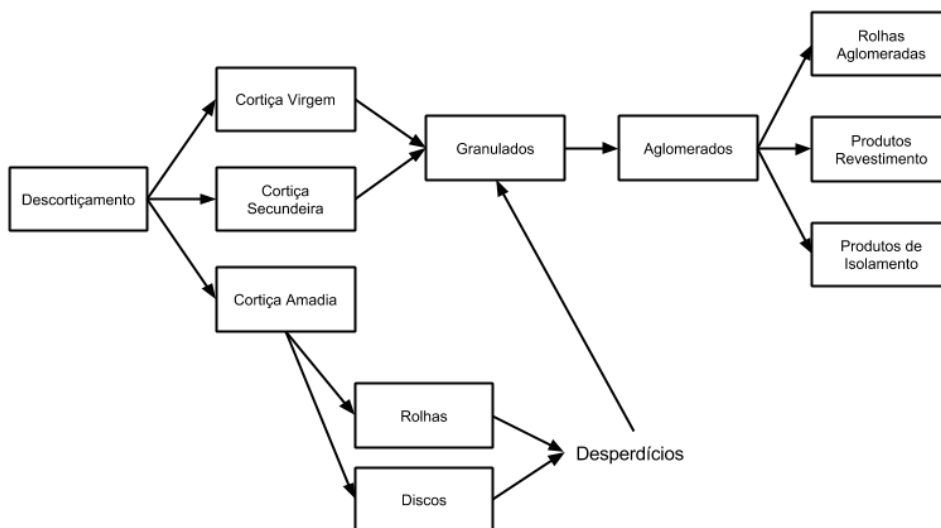 Descortiçamento
Cortiça Virgem
Cortiça
Secundeira
Cortiça Amadia
Rolhas
Discos
Desperdícios
Granulados
Aglomerados
Rolhas
Aglomeradas
Produtos
Revestimento
Produtos de
Isolamento